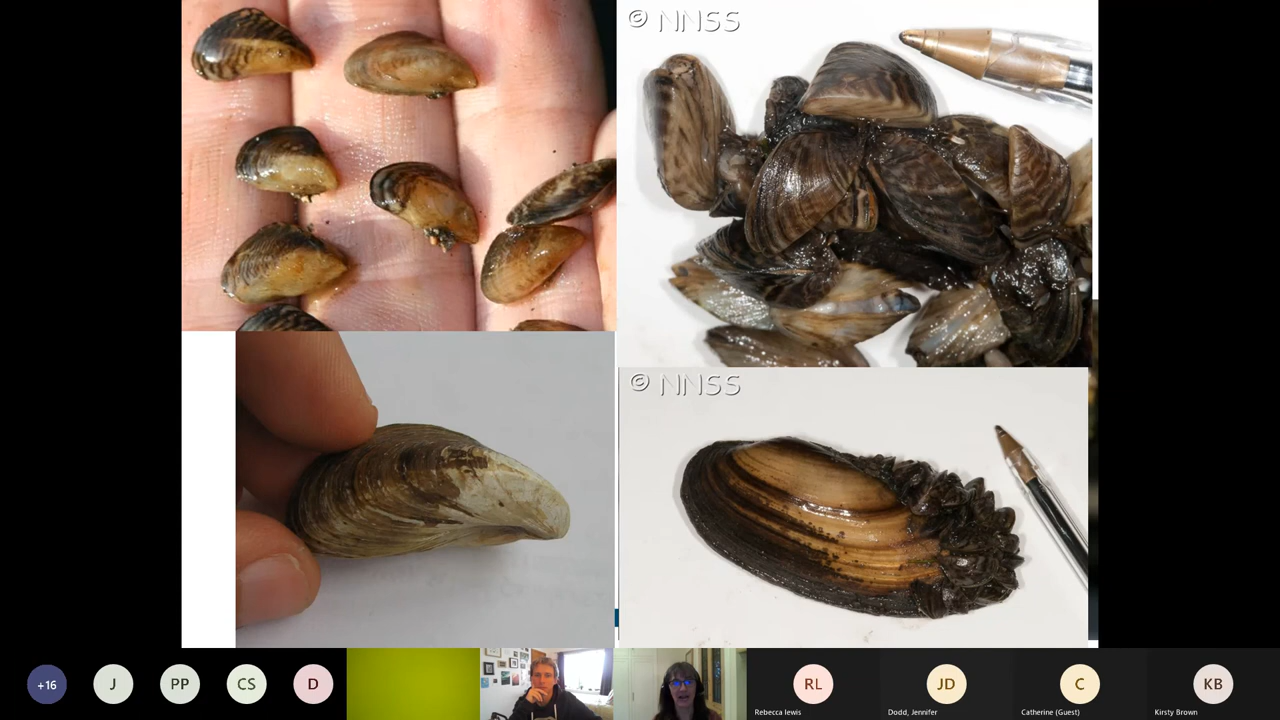 © NNSS
© NNSS
+16
J
PP
CS
D
RL
JD
C
KB
Rebecca lewis
Dodd, Jennifer
Catherine (Guest)
Kirsty Brown